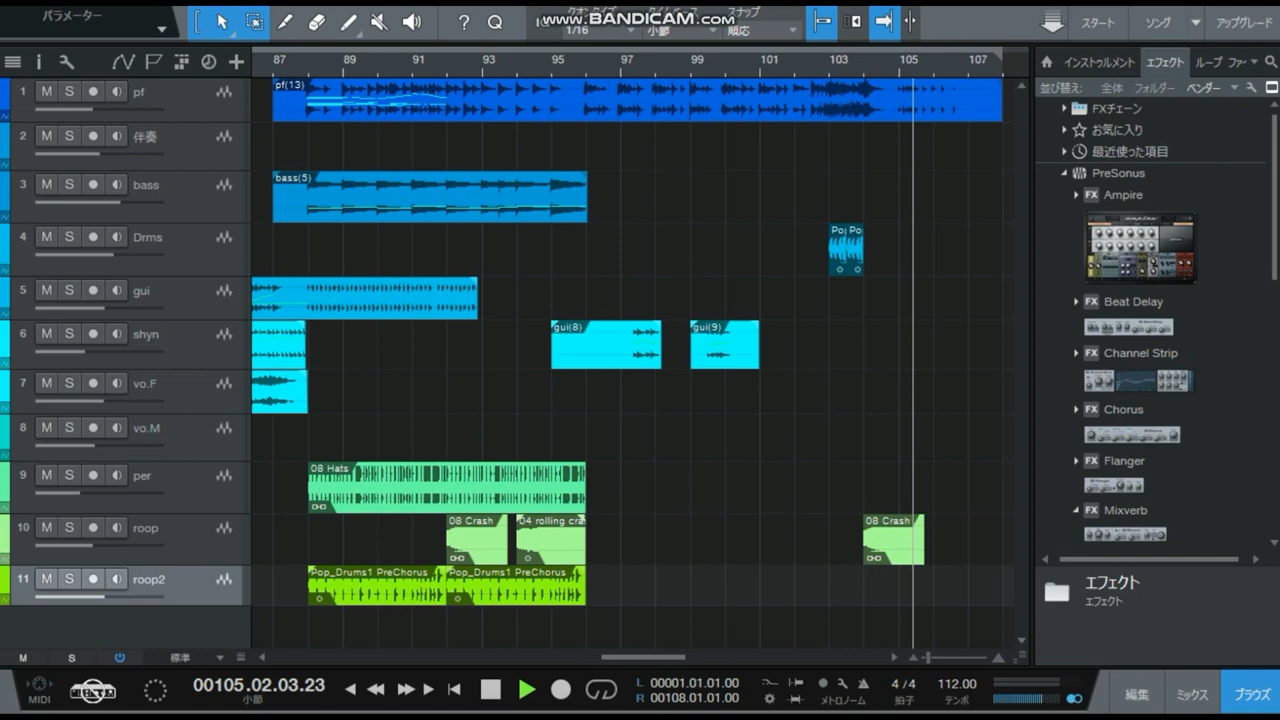 パラメーター
クオンタイズ
スナップ
www.BANDICAM.com
1/16
小節
順応
スタート
ソング
アップグレード
87 89 91 93 95 97 99 101 103 105 107
インストゥルメント エフェクト ループ ファ
並び替え: 全体 フォルダー ベンダー
1 M S pf
pf(13)
2 M S 伴奏
3 M S bass
bass(5)
4 M S Drms
Po Po
5 M S gui
6 M S shyn
gui(8) gui(9)
7 M S vo.F
8 M S vo.M
9 M S per
08 Hats
10 M S roop
08 Crash 04 rolling cra 08 Crash
11 M S roop2
Pop_Drums1 PreChorus Pop_Drums1 PreChorus
FXチェーン
お気に入り
最近使った項目
PreSonus
FX Ampire
FX Beat Delay
FX Channel Strip
FX Chorus
FX Flanger
FX Mixverb
エフェクト
エフェクト
M S 標準
MIDI
00105.02.03.23
小節
L 00001.01.01.00
R 00108.01.01.00
メトロノーム
4 / 4
拍子
112.00
テンポ
編集 ミックス ブラウズ